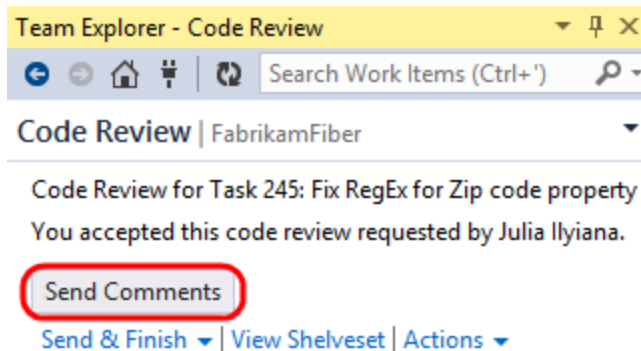 Team Explorer - Code Review
Search Work Items (Ctrl+')
Code Review | FabrikamFiber
Code Review for Task 245: Fix RegEx for Zip code property
You accepted this code review requested by Julia Ilyiana.
Send Comments
Send & Finish | View Shelveset | Actions